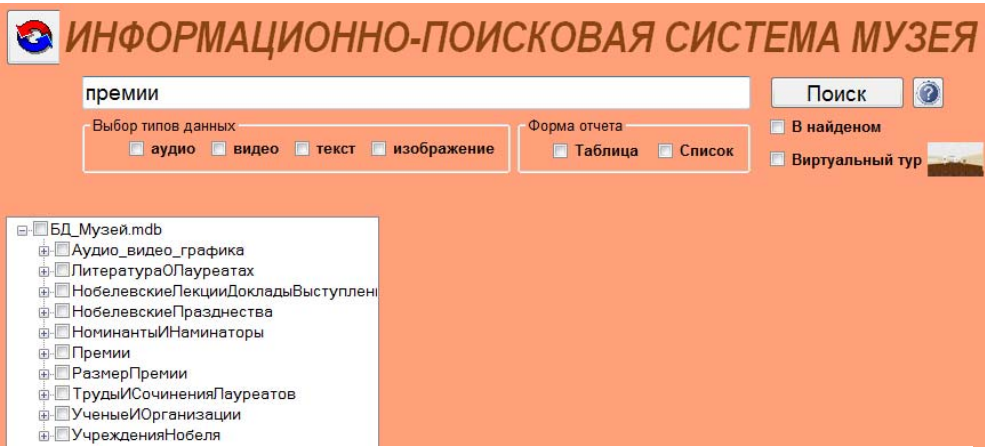 ИНФОРМАЦИОННО-ПОИСКОВАЯ СИСТЕМА МУЗЕЯ
премии
Поиск
Выбор типов данных
аудио видео текст изображение
Форма отчета
Таблица Список
В найденом
Виртуальный тур
БД_Музей.mdb
Аудио_видео_графика
ЛитератураОЛауреатах
НобелевскиеЛекцииДокладыВыступлен
НобелевскиеПразднества
НоминантыИНаминаторы
Премии
РазмерПремии
ТрудыИСочиненияЛауреатов
УченыеИОрганизации
УчрежденияНобеля